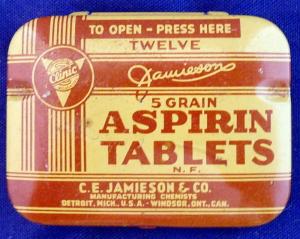 TO OPEN - PRESS HERE
TWELVE
Clinic
Jamieson
5 GRAIN
ASPIRIN
TABLETS
N. F.
C. E. JAMIESON & CO.
MANUFACTURING CHEMISTS
DETROIT, MICH., U. S. A. - WINDSOR, ONT., CAN.